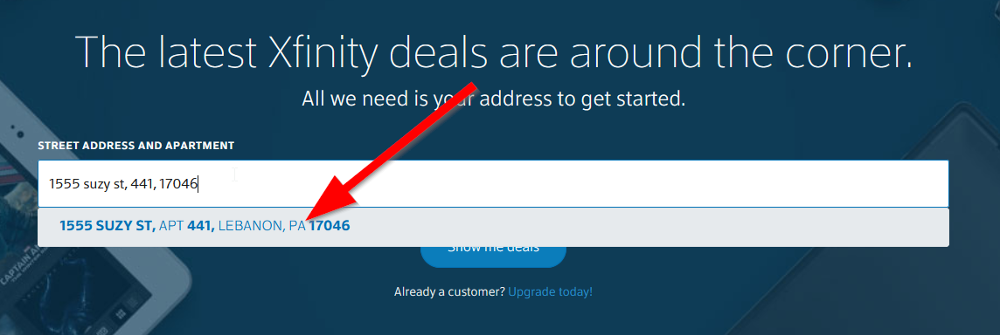 The latest Xfinity deals are around the corner.
All we need is your address to get started.
STREET ADDRESS AND APARTMENT
1555 suzy st, 441, 17046
1555 SUZY ST, APT 441, LEBANON, PA 17046
Show me deals
Already a customer? Upgrade today!
CAPTAIN